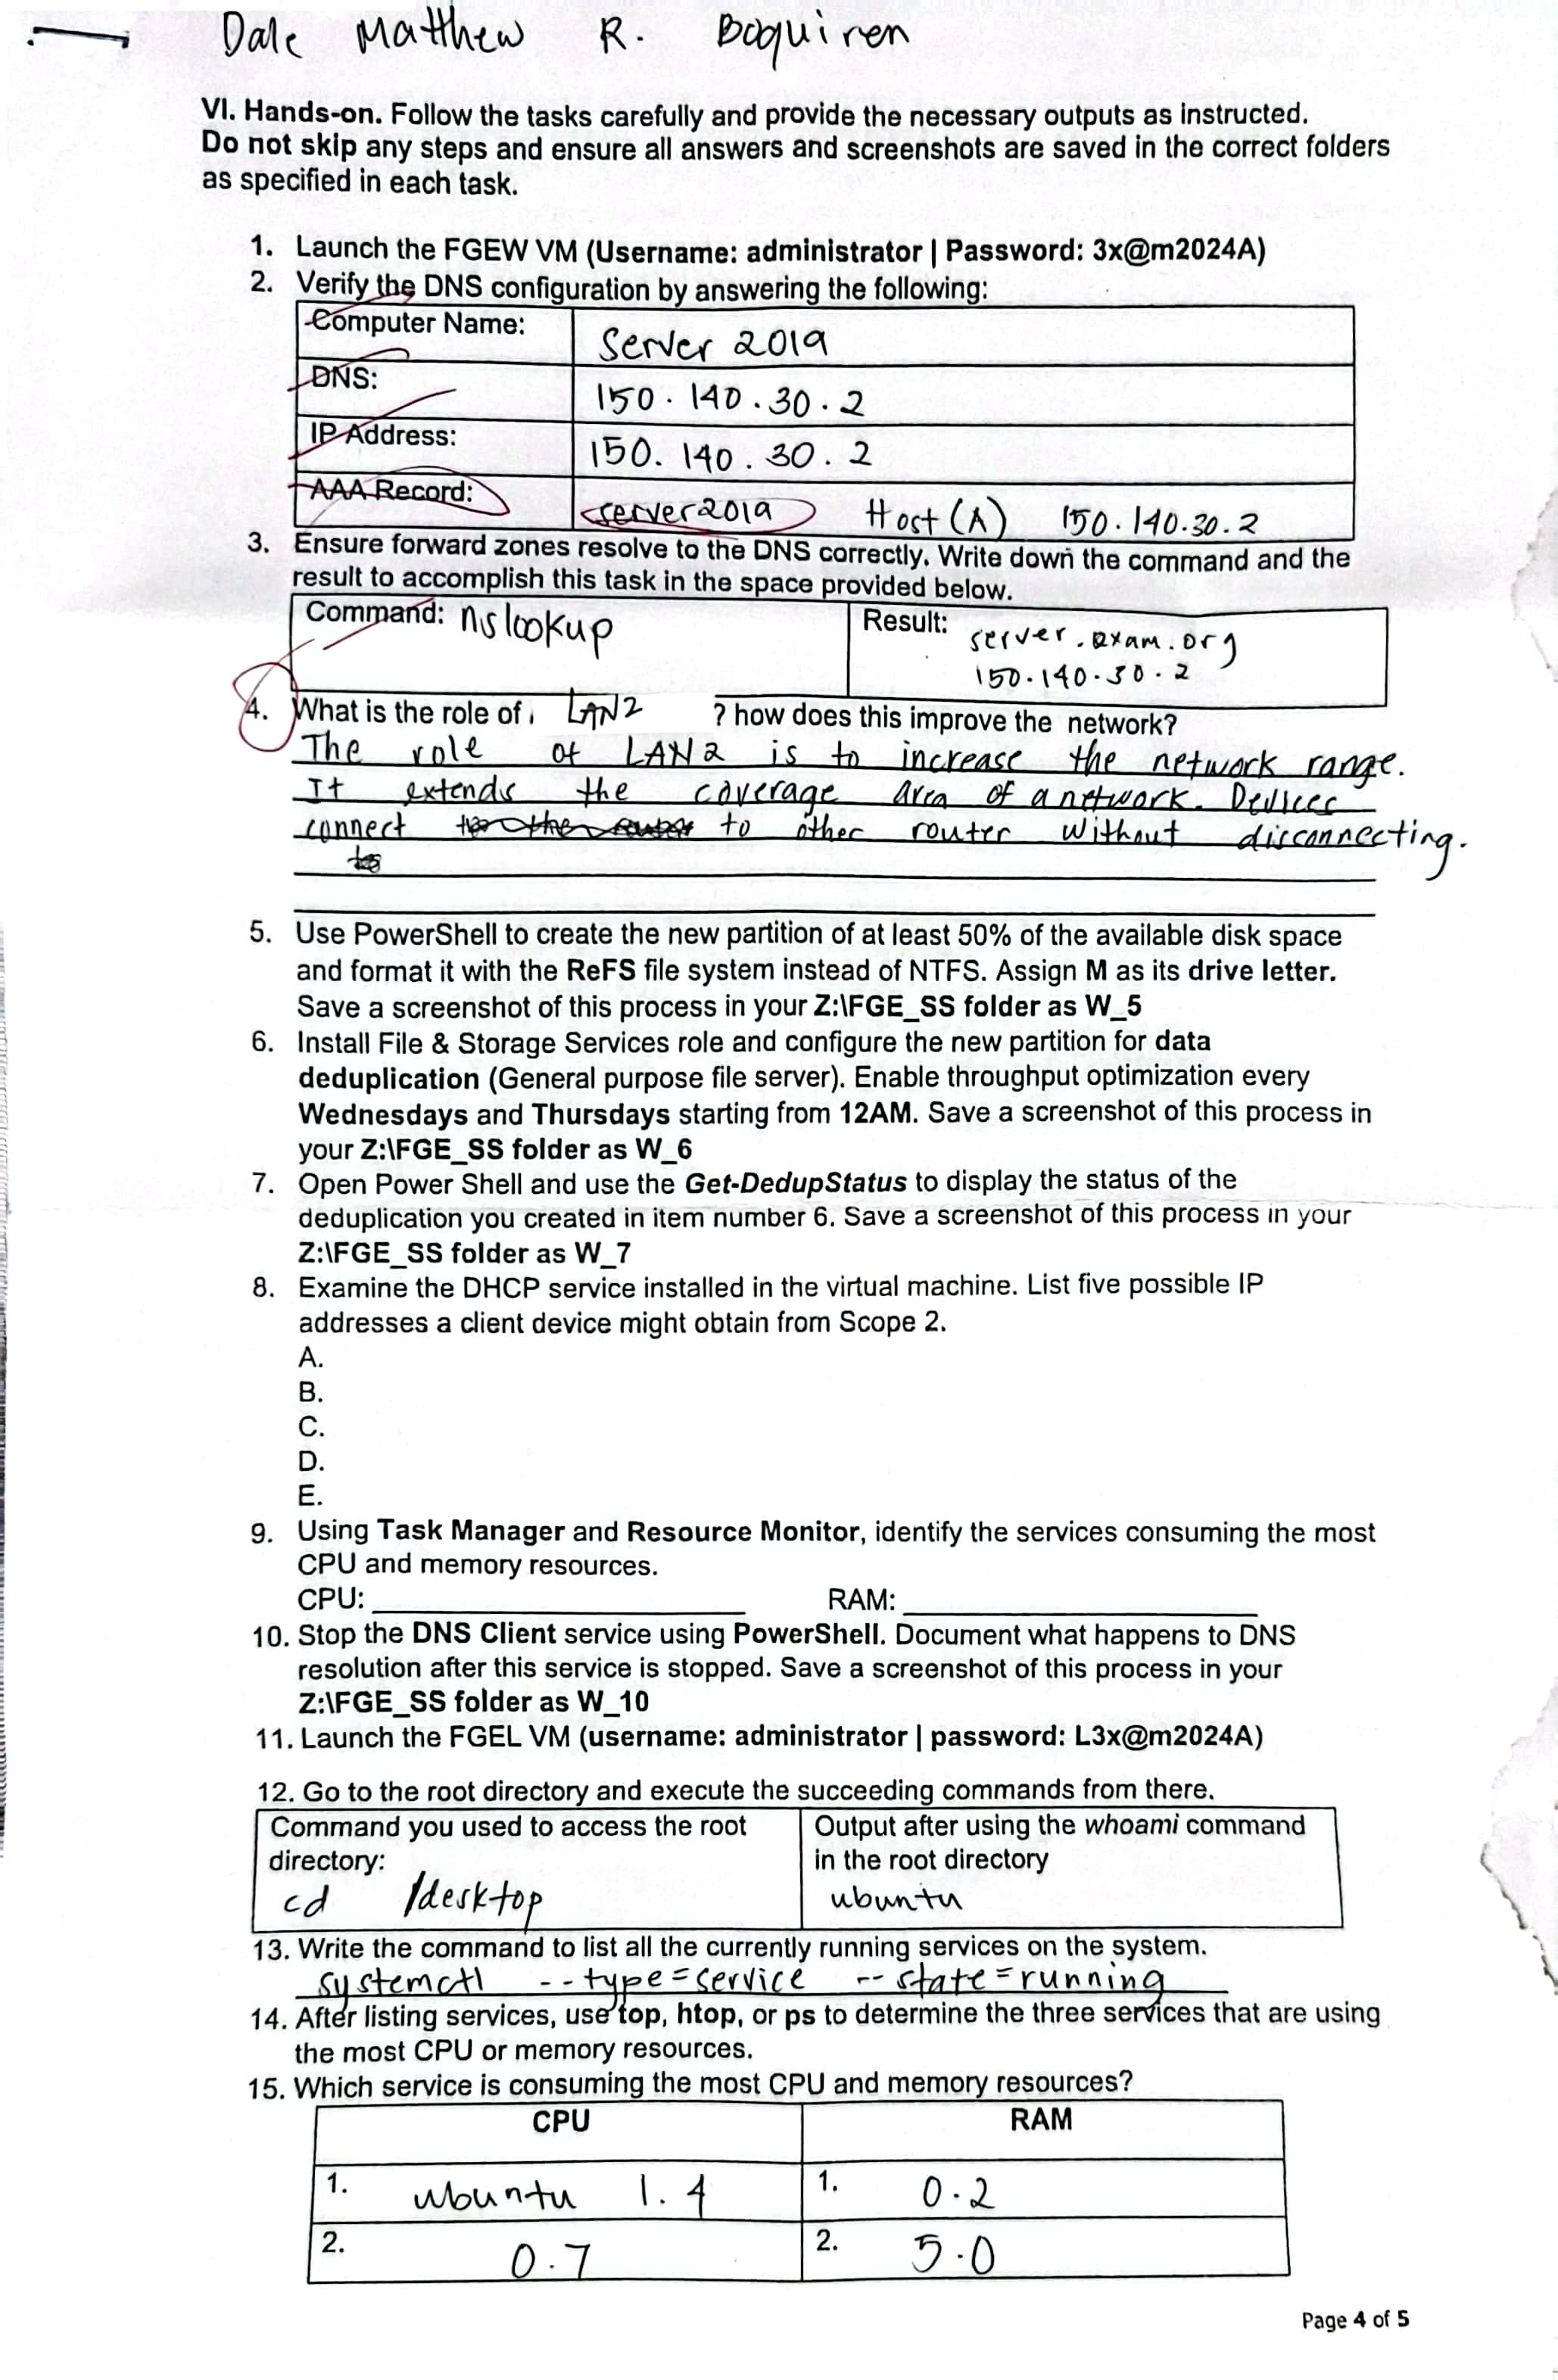 Dale Matthew R. Boquiren
VI. Hands-on. Follow the tasks carefully and provide the necessary outputs as instructed.
Do not skip any steps and ensure all answers and screenshots are saved in the correct folders
as specified in each task.
1. Launch the FGEW VM (Username: administrator | Password: 3x@m2024A)
2. Verify the DNS configuration by answering the following:
Computer Name: Server 2019
DNS: 150.140.30.2
IP Address: 150.140.30.2
AAA Record: server2019 Host (A) 150.140.30.2
3. Ensure forward zones resolve to the DNS correctly. Write down the command and the
result to accomplish this task in the space provided below.
Command: nslookup Result: server.exam.org
150.140.30.2
4. What is the role of LAN2 ? how does this improve the network?
The role of LAN2 is to increase the network range.
It extends the coverage area of a network. Devices
connect to other router without disconnecting.
5. Use PowerShell to create the new partition of at least 50% of the available disk space
and format it with the ReFS file system instead of NTFS. Assign M as its drive letter.
Save a screenshot of this process in your Z:\FGE_SS folder as W_5
6. Install File & Storage Services role and configure the new partition for data
deduplication (General purpose file server). Enable throughput optimization every
Wednesdays and Thursdays starting from 12AM. Save a screenshot of this process in
your Z:\FGE_SS folder as W_6
7. Open Power Shell and use the Get-DedupStatus to display the status of the
deduplication you created in item number 6. Save a screenshot of this process in your
Z:\FGE_SS folder as W_7
8. Examine the DHCP service installed in the virtual machine. List five possible IP
addresses a client device might obtain from Scope 2.
A.
B.
C.
D.
E.
9. Using Task Manager and Resource Monitor, identify the services consuming the most
CPU and memory resources.
CPU: RAM:
10. Stop the DNS Client service using PowerShell. Document what happens to DNS
resolution after this service is stopped. Save a screenshot of this process in your
Z:\FGE_SS folder as W_10
11. Launch the FGEL VM (username: administrator | password: L3x@m2024A)
12. Go to the root directory and execute the succeeding commands from there.
Command you used to access the root Output after using the whoami command
directory: in the root directory
cd /desktop ubuntu
13. Write the command to list all the currently running services on the system.
systemctl --type=service --state=running
14. After listing services, use top, htop, or ps to determine the three services that are using
the most CPU or memory resources.
15. Which service is consuming the most CPU and memory resources?
CPU RAM
1. ubuntu 1.4 1. 0.2
2. 0.7 2. 5.0
Page 4 of 5